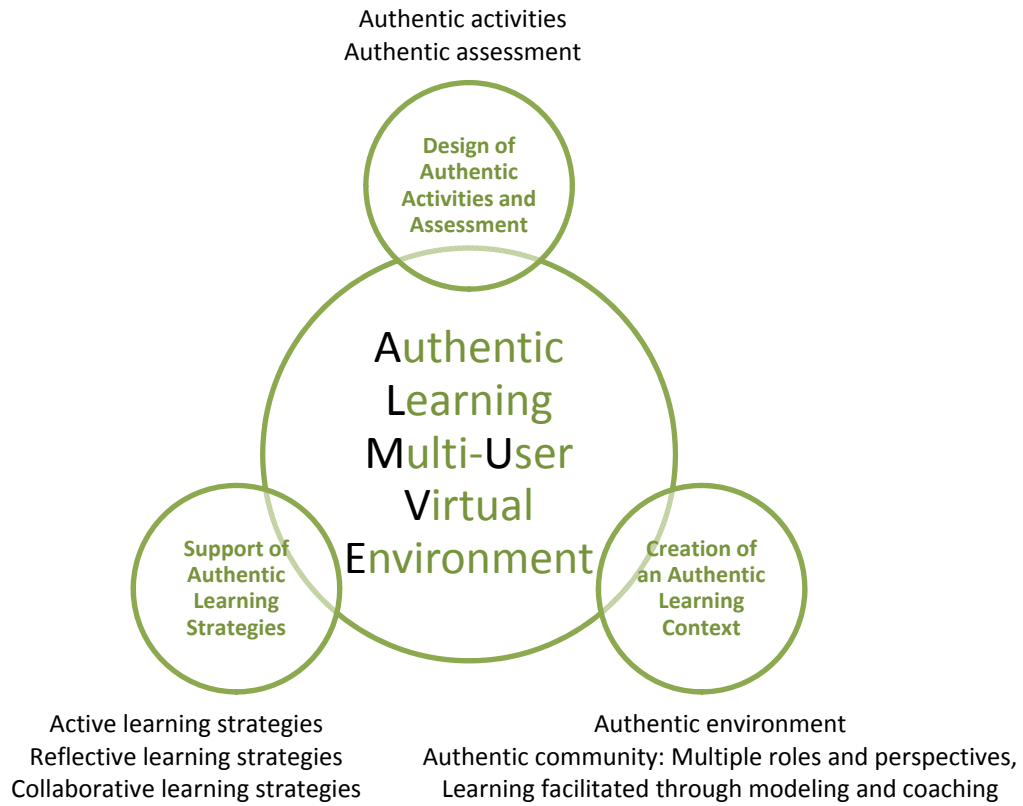 Authentic activities
Authentic assessment
Design of
Authentic
Activities and
Assessment
Authentic
Learning
Multi-User
Virtual
Environment
Support of
Authentic
Learning
Strategies
Creation of
an Authentic
Learning
Context
Active learning strategies
Reflective learning strategies
Collaborative learning strategies
Authentic environment
Authentic community: Multiple roles and perspectives,
Learning facilitated through modeling and coaching